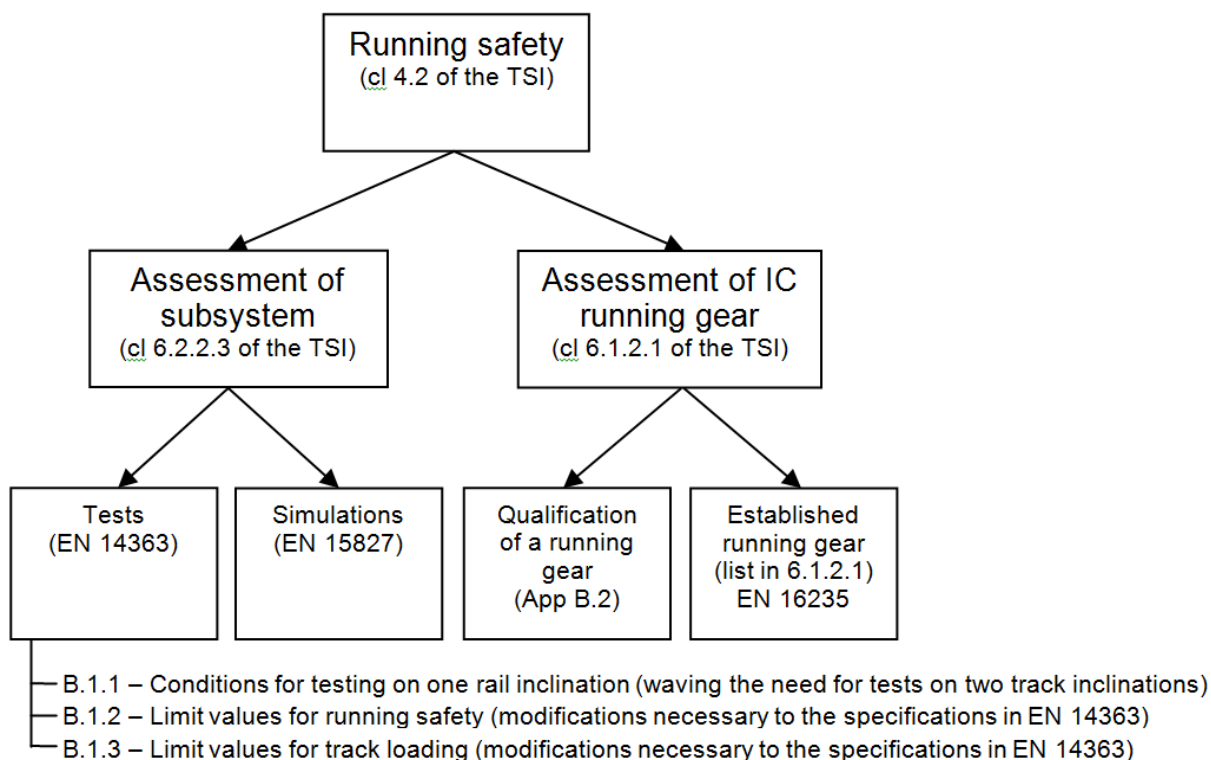 Running safety
(cl 4.2 of the TSI)
Assessment of
subsystem
(cl 6.2.2.3 of the TSI)
Assessment of IC
running gear
(cl 6.1.2.1 of the TSI)
Tests
(EN 14363)
Simulations
(EN 15827)
Qualification
of a running
gear
(App B.2)
Established
running gear
(list in 6.1.2.1)
EN 16235
B.1.1 – Conditions for testing on one rail inclination (waving the need for tests on two track inclinations)
B.1.2 – Limit values for running safety (modifications necessary to the specifications in EN 14363)
B.1.3 – Limit values for track loading (modifications necessary to the specifications in EN 14363)